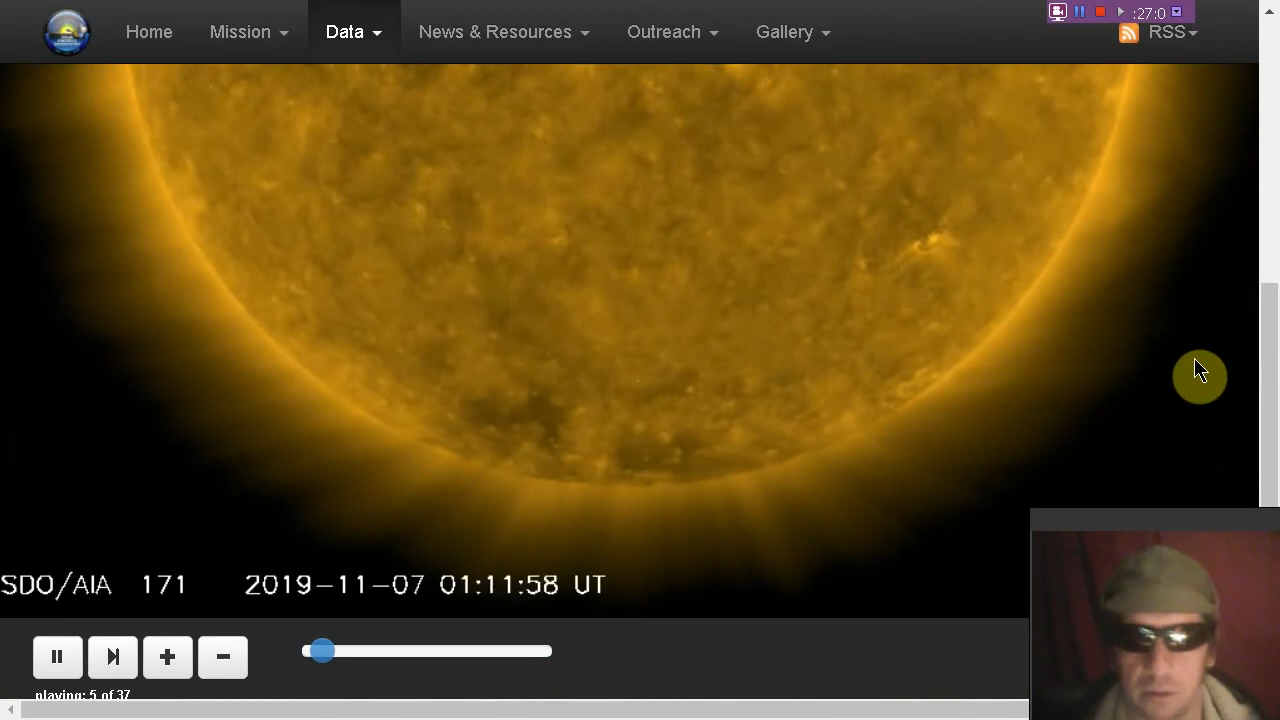 Home Mission Data News & Resources Outreach Gallery RSS
:27:0
SDO/AIA 171 2019-11-07 01:11:58 UT
playing: 5 of 37